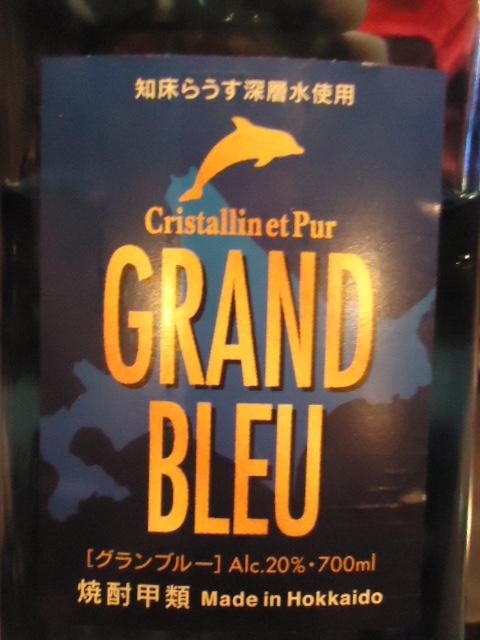 知床らうす深層水使用
Cristallin et Pur
GRAND
BLEU
[グランブルー] Alc.20%・700ml
焼酎甲類 Made in Hokkaido